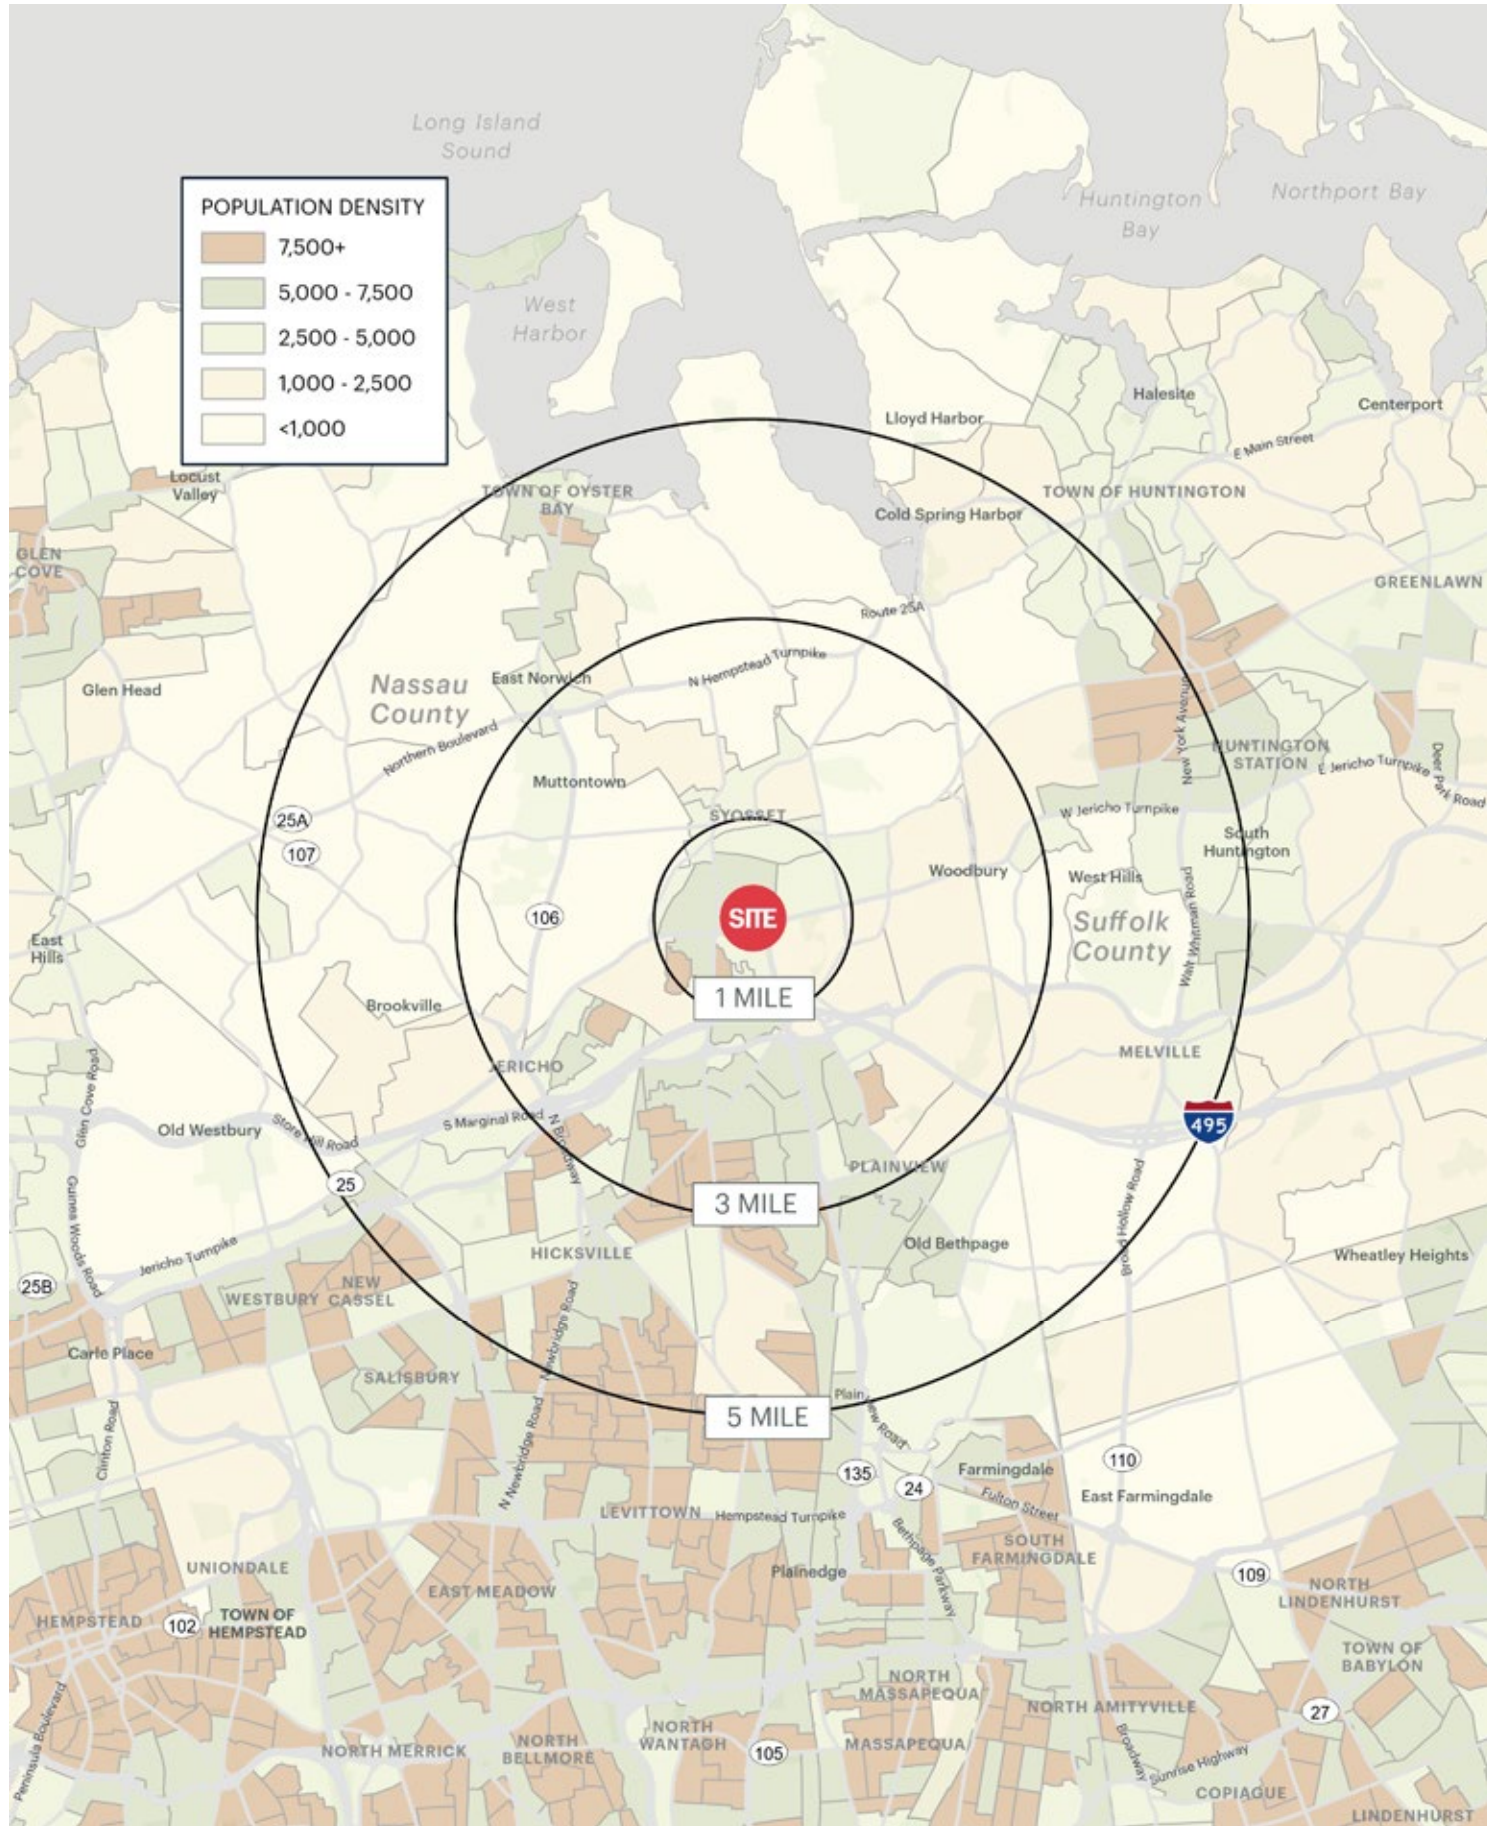 Long Island
Sound
Huntington
Bay
Northport Bay
POPULATION DENSITY
7,500+
5,000 - 7,500
2,500 - 5,000
1,000 - 2,500
<1,000
West
Harbor
Halesite
Centerport
Lloyd Harbor
E Main Street
Locust
Valley
TOWN OF OYSTER
BAY
TOWN OF HUNTINGTON
Cold Spring Harbor
GLEN
COVE
GREENLAWN
Route 25A
N Hempstead Turnpike
East Norwich
Nassau
County
Glen Head
Northern Boulevard
New York Avenue
HUNTINGTON
STATION
E Jericho Turnpike
Deer Park Road
Muttontown
W Jericho Turnpike
SYOSSET
25A
107
South
Huntington
Woodbury
West Hills
106
SITE
Suffolk
County
Walt Whitman Road
East
Hills
1 MILE
Brookville
JERICHO
MELVILLE
Glen Cove Road
Old Westbury
Store Hill Road
S Marginal Road
N Broadway
495
PLAINVIEW
25
3 MILE
Guinea Woods Road
Jericho Turnpike
HICKSVILLE
Old Bethpage
Broad Hollow Road
Wheatley Heights
25B
NEW
WESTBURY CASSEL
Newbridge Road
Carle Place
SALISBURY
5 MILE
Plainview Road
Clinton Road
N Newbridge Road
135
24
Farmingdale
110
Fulton Street
East Farmingdale
LEVITTOWN
Hempstead Turnpike
Bethpage Parkway
SOUTH
FARMINGDALE
UNIONDALE
Plainedge
EAST MEADOW
109
NORTH
LINDENHURST
HEMPSTEAD
102
TOWN OF
HEMPSTEAD
TOWN OF
BABYLON
NORTH
MASSAPEQUA
NORTH AMITYVILLE
27
Peninsula Boulevard
NORTH MERRICK
NORTH
BELLMORE
NORTH
WANTAGH
105
MASSAPEQUA
Broadway
Sunrise Highway
COPIAGUE
LINDENHURST